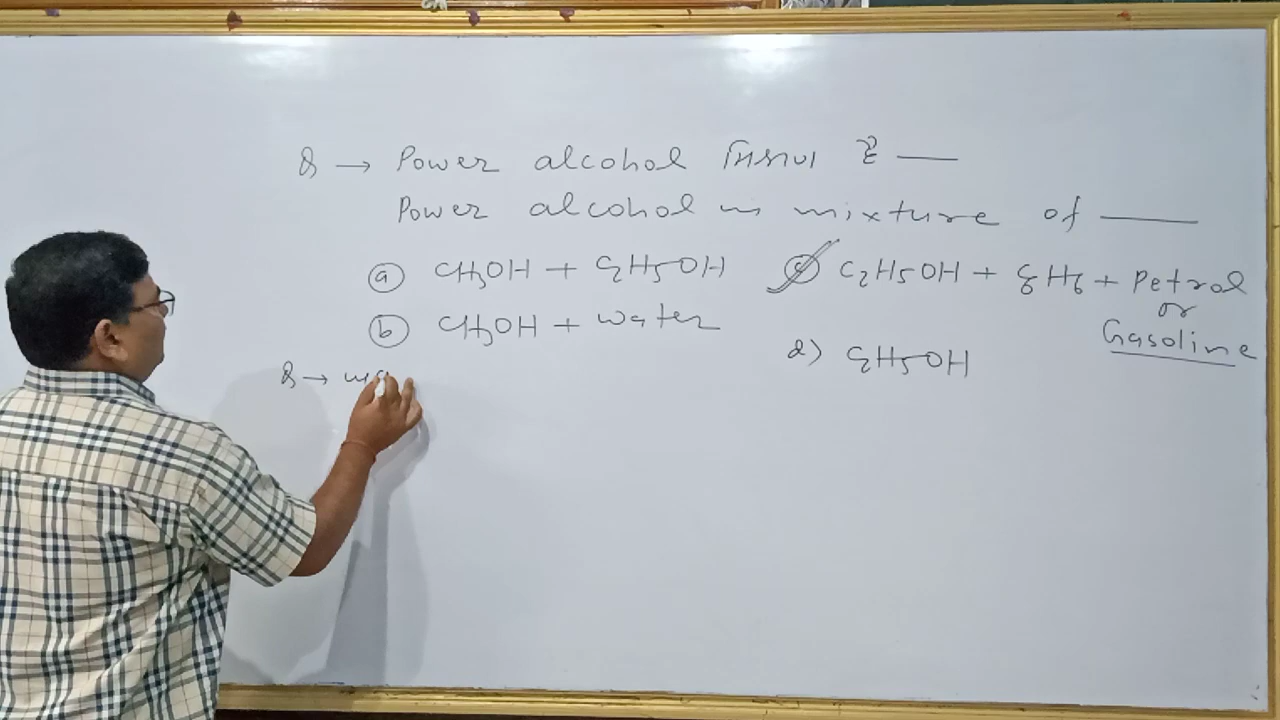 Q → Power alcohol मिश्रण है —
Power alcohol is mixture of —
(a) CH3OH + C2H5OH (c) C2H5OH + C6H6 + Petrol
or
Gasoline
(b) CH3OH + water
d) C2H5OH
Q →